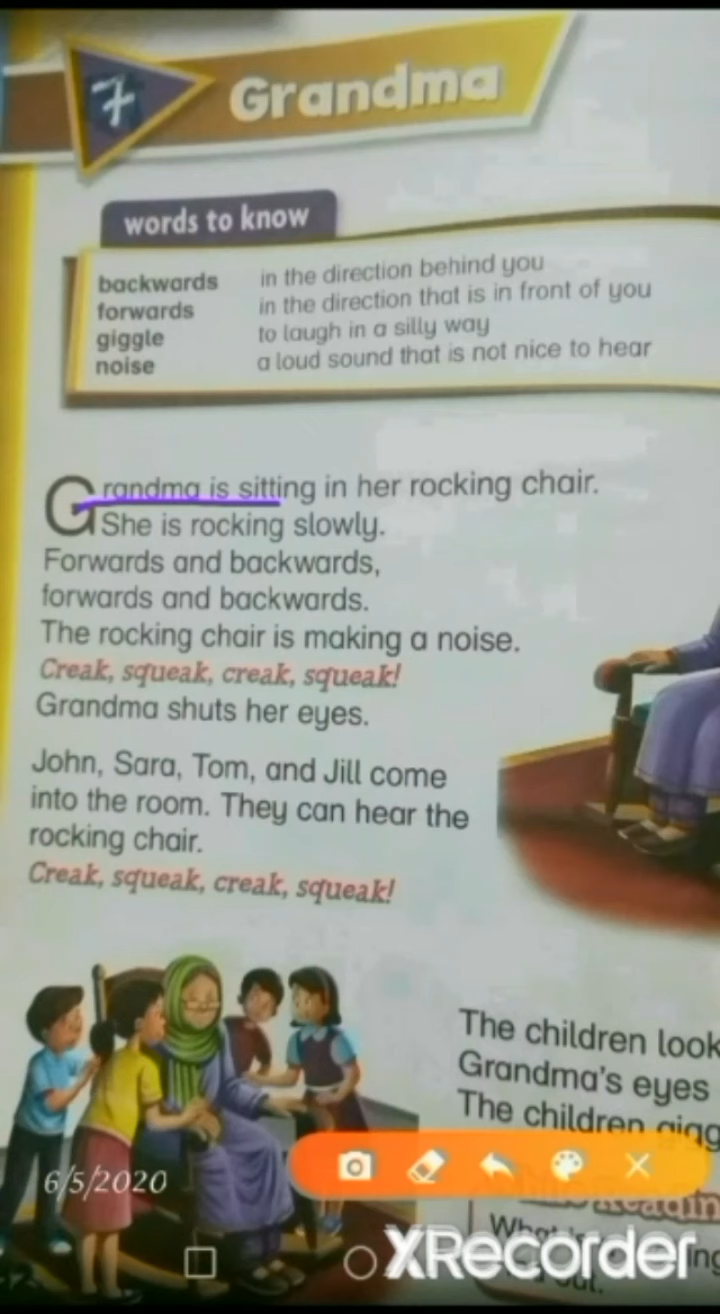 7
Grandma
words to know
backwards in the direction behind you
forwards in the direction that is in front of you
giggle to laugh in a silly way
noise a loud sound that is not nice to hear
Grandma is sitting in her rocking chair.
She is rocking slowly.
Forwards and backwards,
forwards and backwards.
The rocking chair is making a noise.
Creak, squeak, creak, squeak!
Grandma shuts her eyes.
John, Sara, Tom, and Jill come
into the room. They can hear the
rocking chair.
Creak, squeak, creak, squeak!
The children look
Grandma's eyes
The children gigg
6/5/2020
XRecorder